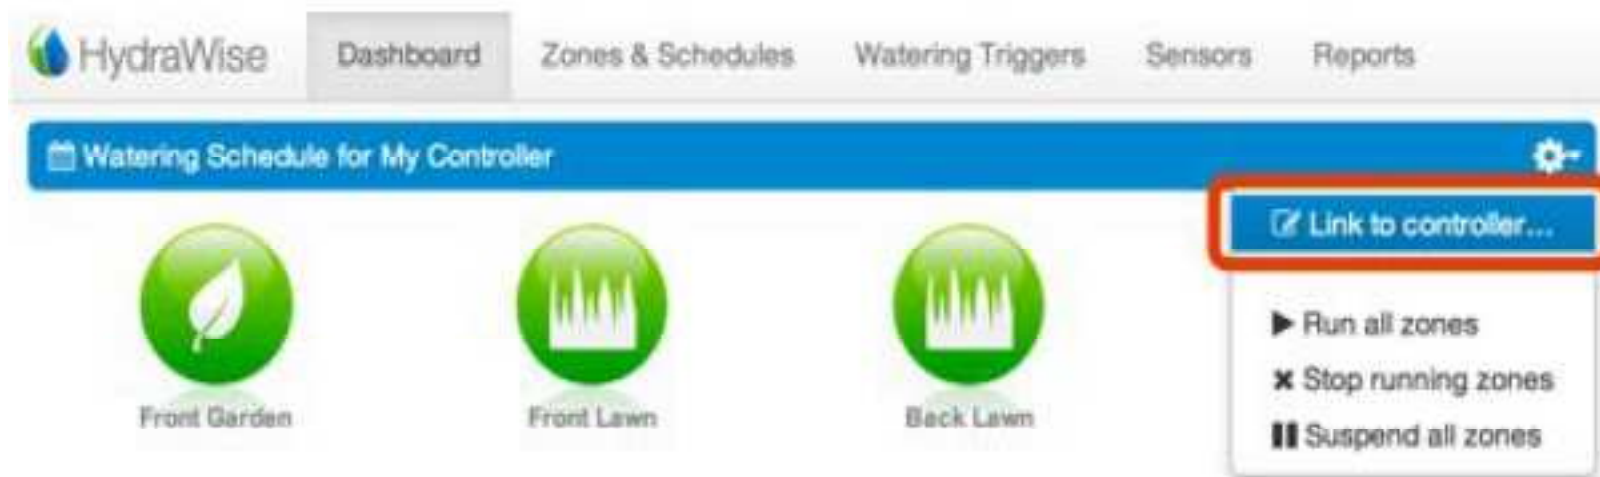 HydraWise Dashboard Zones & Schedules Watering Triggers Sensors Reports
Watering Schedule for My Controller
Link to controller...
Run all zones
Stop running zones
Suspend all zones
Front Garden Front Lawn Back Lawn